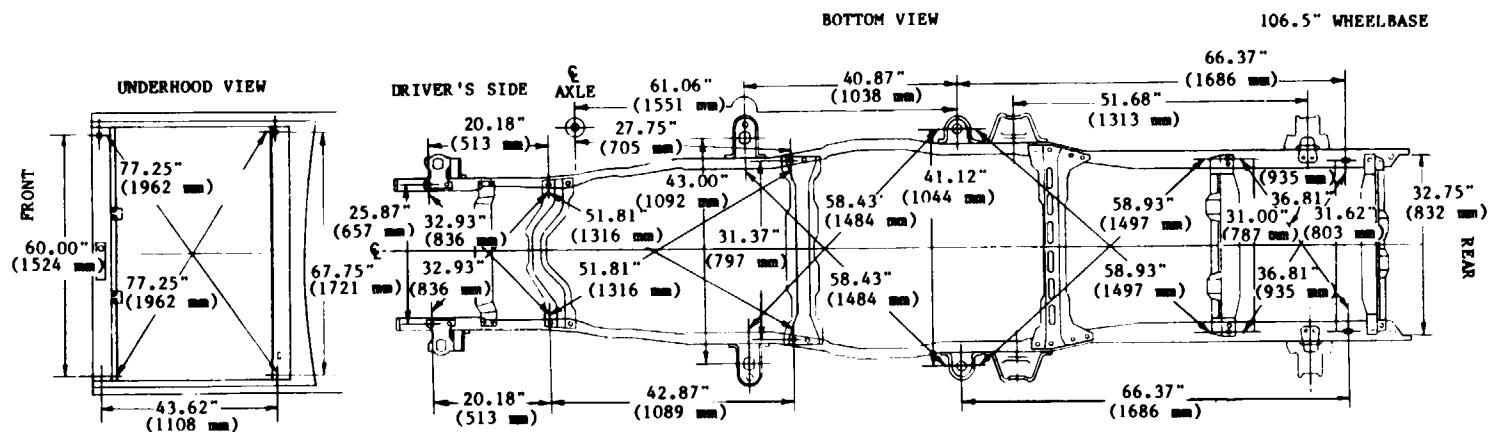 BOTTOM VIEW
106.5" WHEELBASE
UNDERHOOD VIEW
DRIVER'S SIDE
℄
AXLE
61.06"
(1551 mm)
40.87"
(1038 mm)
66.37"
(1686 mm)
51.68"
(1313 mm)
20.18"
(513 mm)
27.75"
(705 mm)
FRONT
77.25"
(1962 mm)
60.00"
(1524 mm)
77.25"
(1962 mm)
67.75"
(1721 mm)
43.62"
(1108 mm)
25.87"
(657 mm)
℄
32.93"
(836 mm)
32.93"
(836 mm)
51.81"
(1316 mm)
51.81"
(1316 mm)
43.00"
(1092 mm)
31.37"
(797 mm)
58.43"
(1484 mm)
58.43"
(1484 mm)
41.12"
(1044 mm)
58.93"
(1497 mm)
58.93"
(1497 mm)
(935 mm)
36.81"
31.00"
(787 mm)
31.62"
(803 mm)
36.81"
(935 mm)
32.75"
(832 mm)
REAR
20.18"
(513 mm)
42.87"
(1089 mm)
66.37"
(1686 mm)